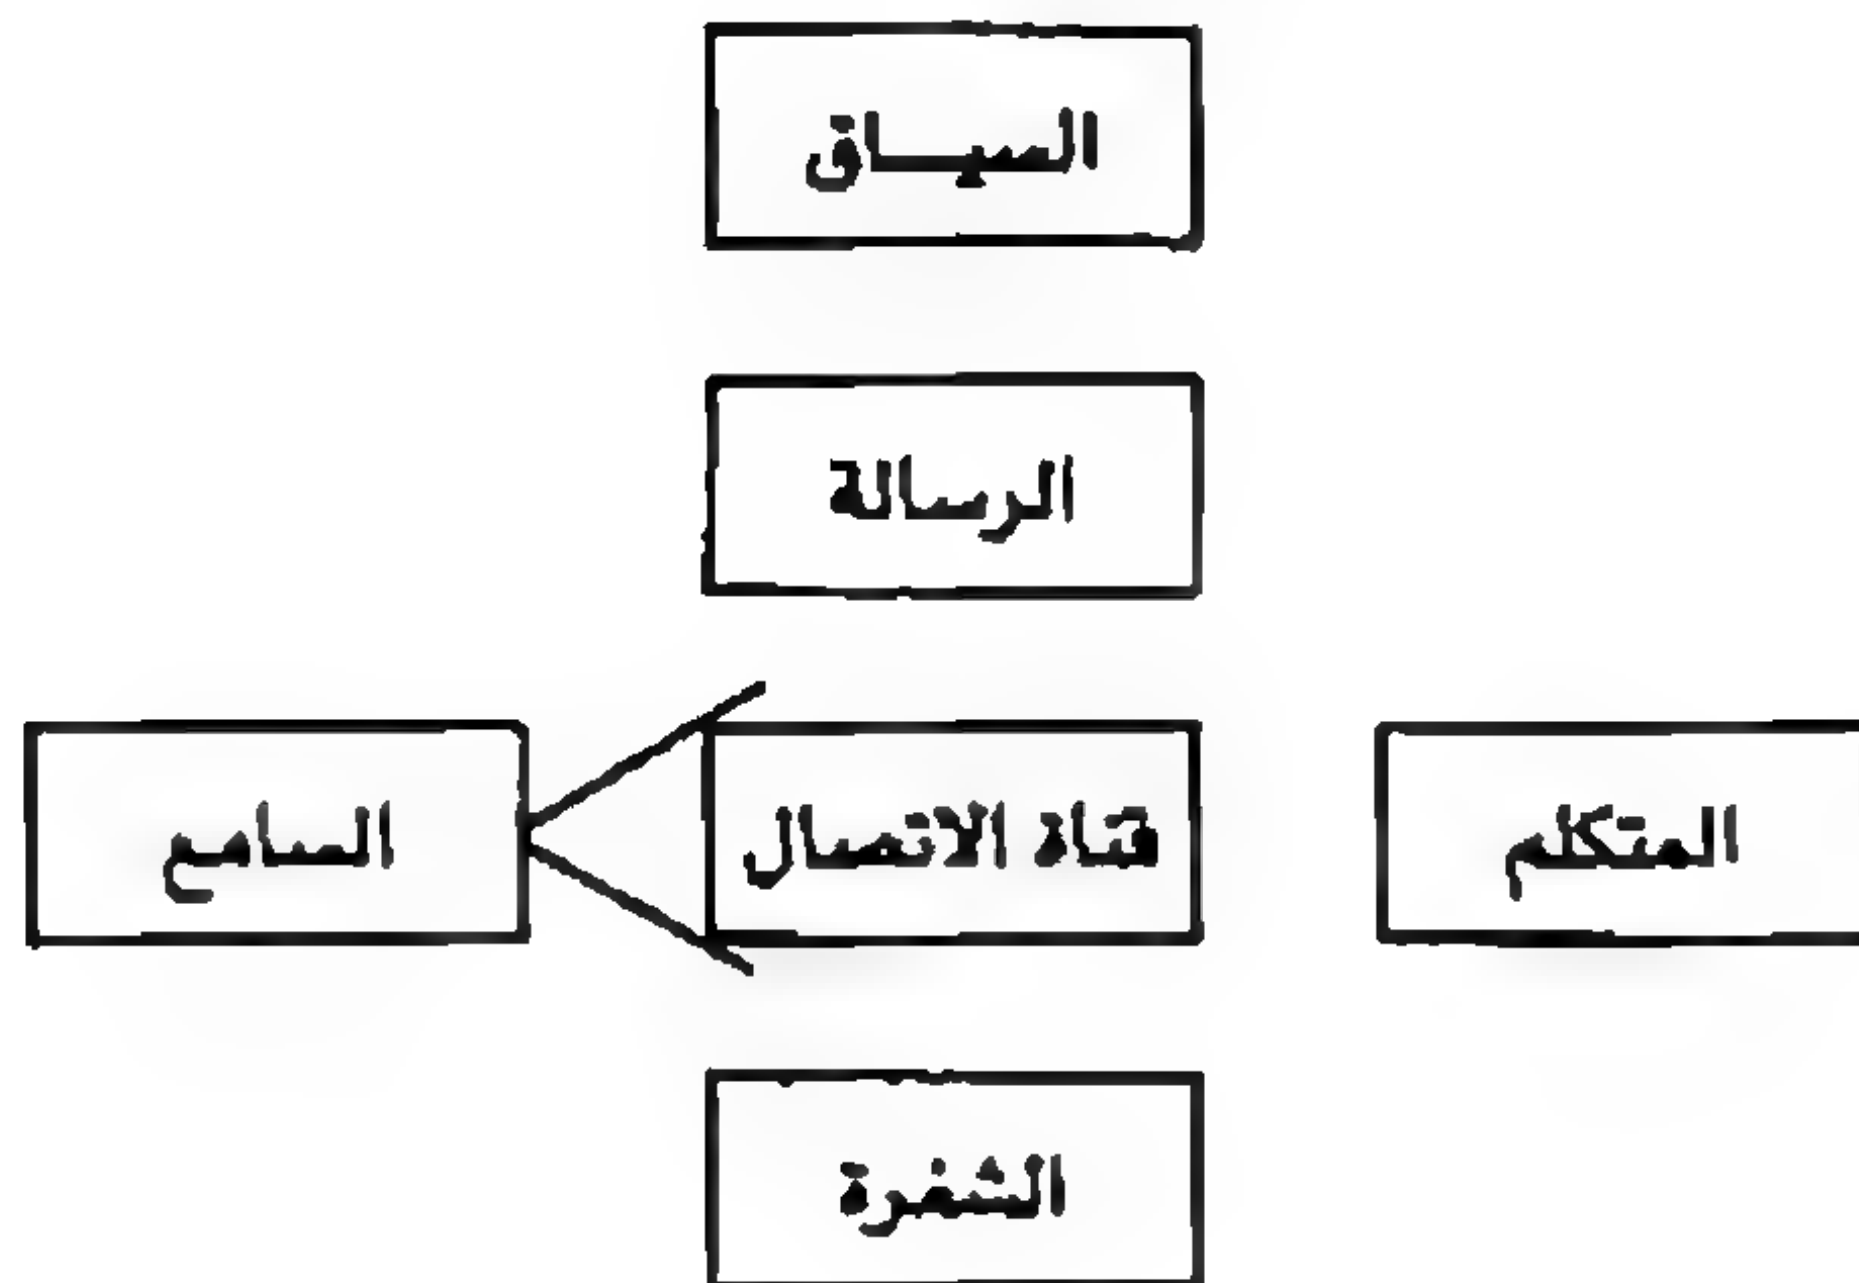 السياق
الرسالة
المتكلم
قناة الاتصال
السامع
الشفرة